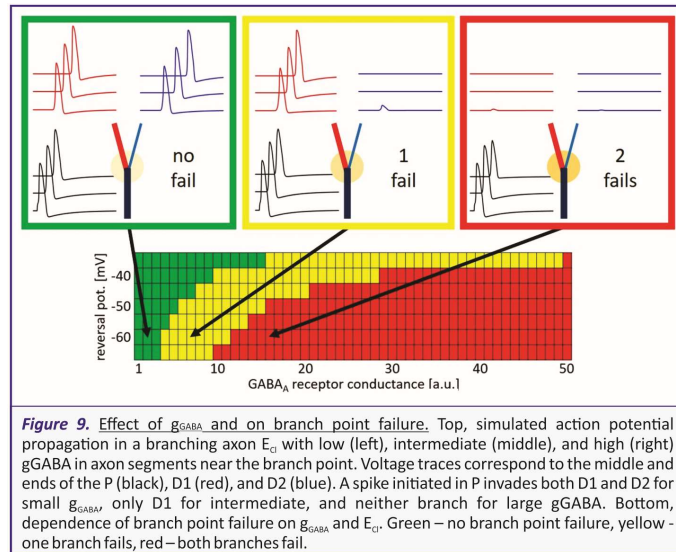 no
fail
1
fail
2
fails
reversal pot. [mV]
-40
-50
-60
1
10
20
30
40
50
GABAA receptor conductance [a.u.]
Figure 9. Effect of gGABA and on branch point failure. Top, simulated action potential
propagation in a branching axon ECl with low (left), intermediate (middle), and high (right)
gGABA in axon segments near the branch point. Voltage traces correspond to the middle and
ends of the P (black), D1 (red), and D2 (blue). A spike initiated in P invades both D1 and D2 for
small gGABA, only D1 for intermediate, and neither branch for large gGABA. Bottom,
dependence of branch point failure on gGABA and ECl. Green – no branch point failure, yellow -
one branch fails, red – both branches fail.